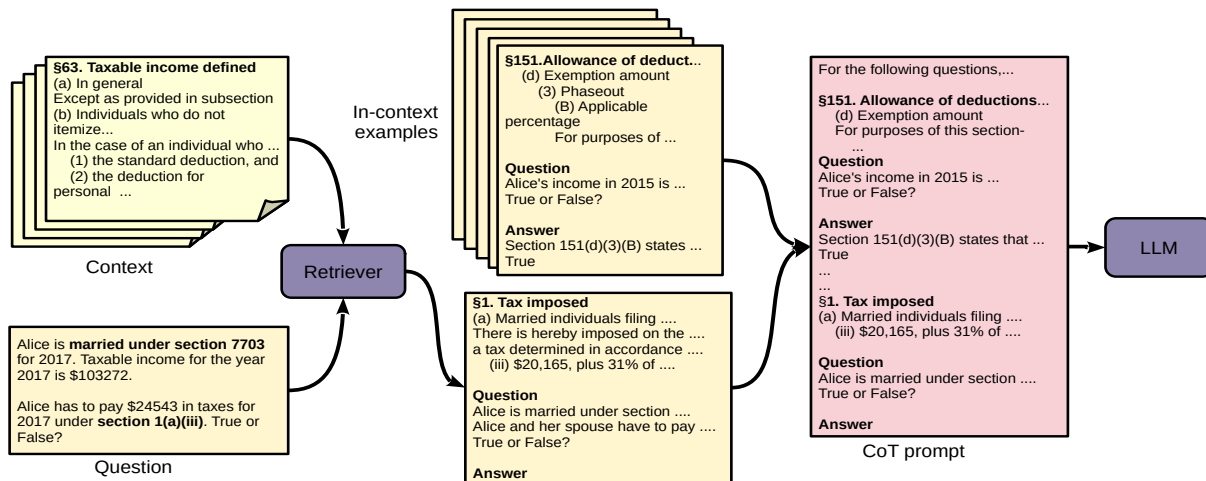 §63. Taxable income defined
(a) In general
Except as provided in subsection
(b) Individuals who do not
itemize...
In the case of an individual who ...
(1) the standard deduction, and
(2) the deduction for
personal ...
Context
Alice is married under section 7703
for 2017. Taxable income for the year
2017 is $103272.
Alice has to pay $24543 in taxes for
2017 under section 1(a)(iii). True or
False?
Question
Retriever
In-context
examples
§151.Allowance of deduct...
(d) Exemption amount
(3) Phaseout
(B) Applicable
percentage
For purposes of ...
Question
Alice's income in 2015 is ...
True or False?
Answer
Section 151(d)(3)(B) states ...
True
§1. Tax imposed
(a) Married individuals filing ....
There is hereby imposed on the ....
a tax determined in accordance ....
(iii) $20,165, plus 31% of ....
Question
Alice is married under section ....
Alice and her spouse have to pay ....
True or False?
Answer
For the following questions,...
§151. Allowance of deductions...
(d) Exemption amount
For purposes of this section-
...
Question
Alice's income in 2015 is ...
True or False?
Answer
Section 151(d)(3)(B) states that ...
True
...
...
§1. Tax imposed
(a) Married individuals filing ....
(iii) $20,165, plus 31% of ....
Question
Alice is married under section ....
True or False?
Answer
CoT prompt
LLM